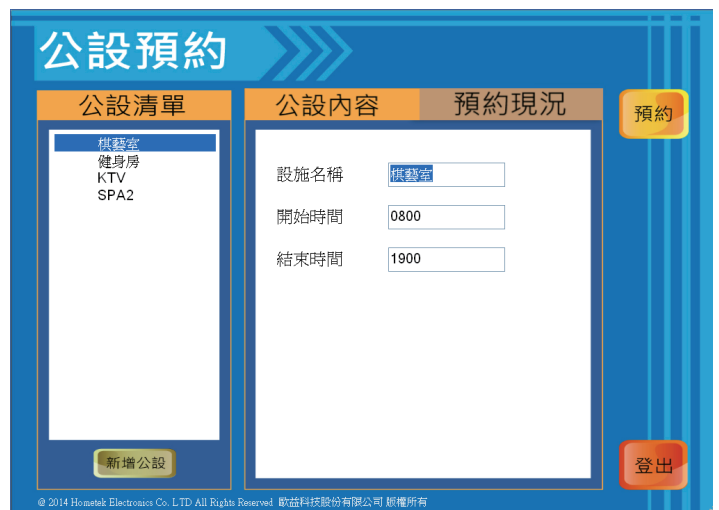 公設預約
公設清單
棋藝室
健身房
KTV
SPA2
新增公設
公設內容
預約現況
設施名稱 棋藝室
開始時間 0800
結束時間 1900
預約
登出
@ 2014 Hometek Electronics Co. LTD All Rights Reserved 歐益科技股份有限公司 版權所有